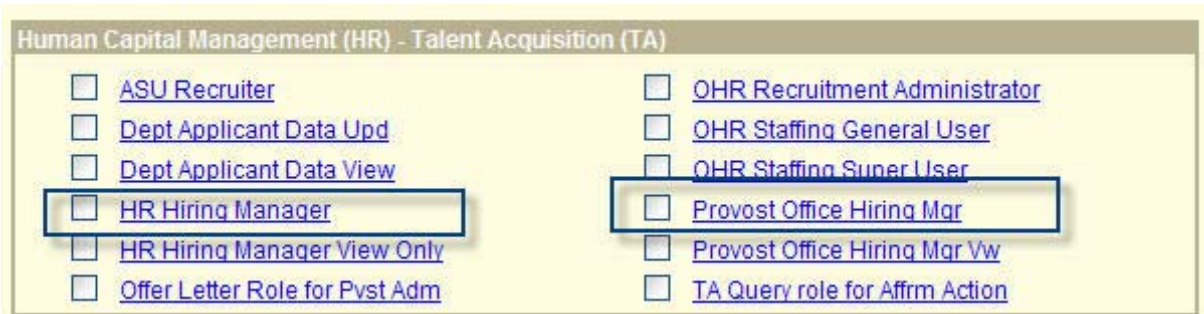 Human Capital Management (HR) - Talent Acquisition (TA)
ASU Recruiter
Dept Applicant Data Upd
Dept Applicant Data View
HR Hiring Manager
HR Hiring Manager View Only
Offer Letter Role for Pvst Adm
OHR Recruitment Administrator
OHR Staffing General User
OHR Staffing Super User
Provost Office Hiring Mgr
Provost Office Hiring Mgr Vw
TA Query role for Affrm Action